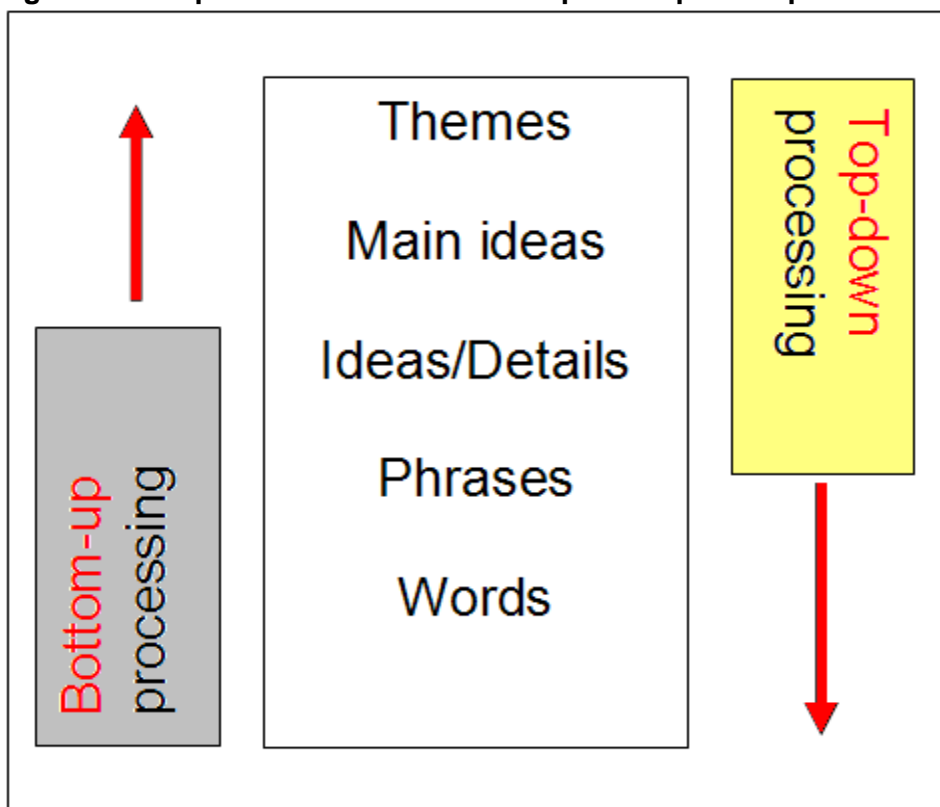 Themes
Main ideas
Ideas/Details
Phrases
Words
Bottom-up
processing
Top-down
processing